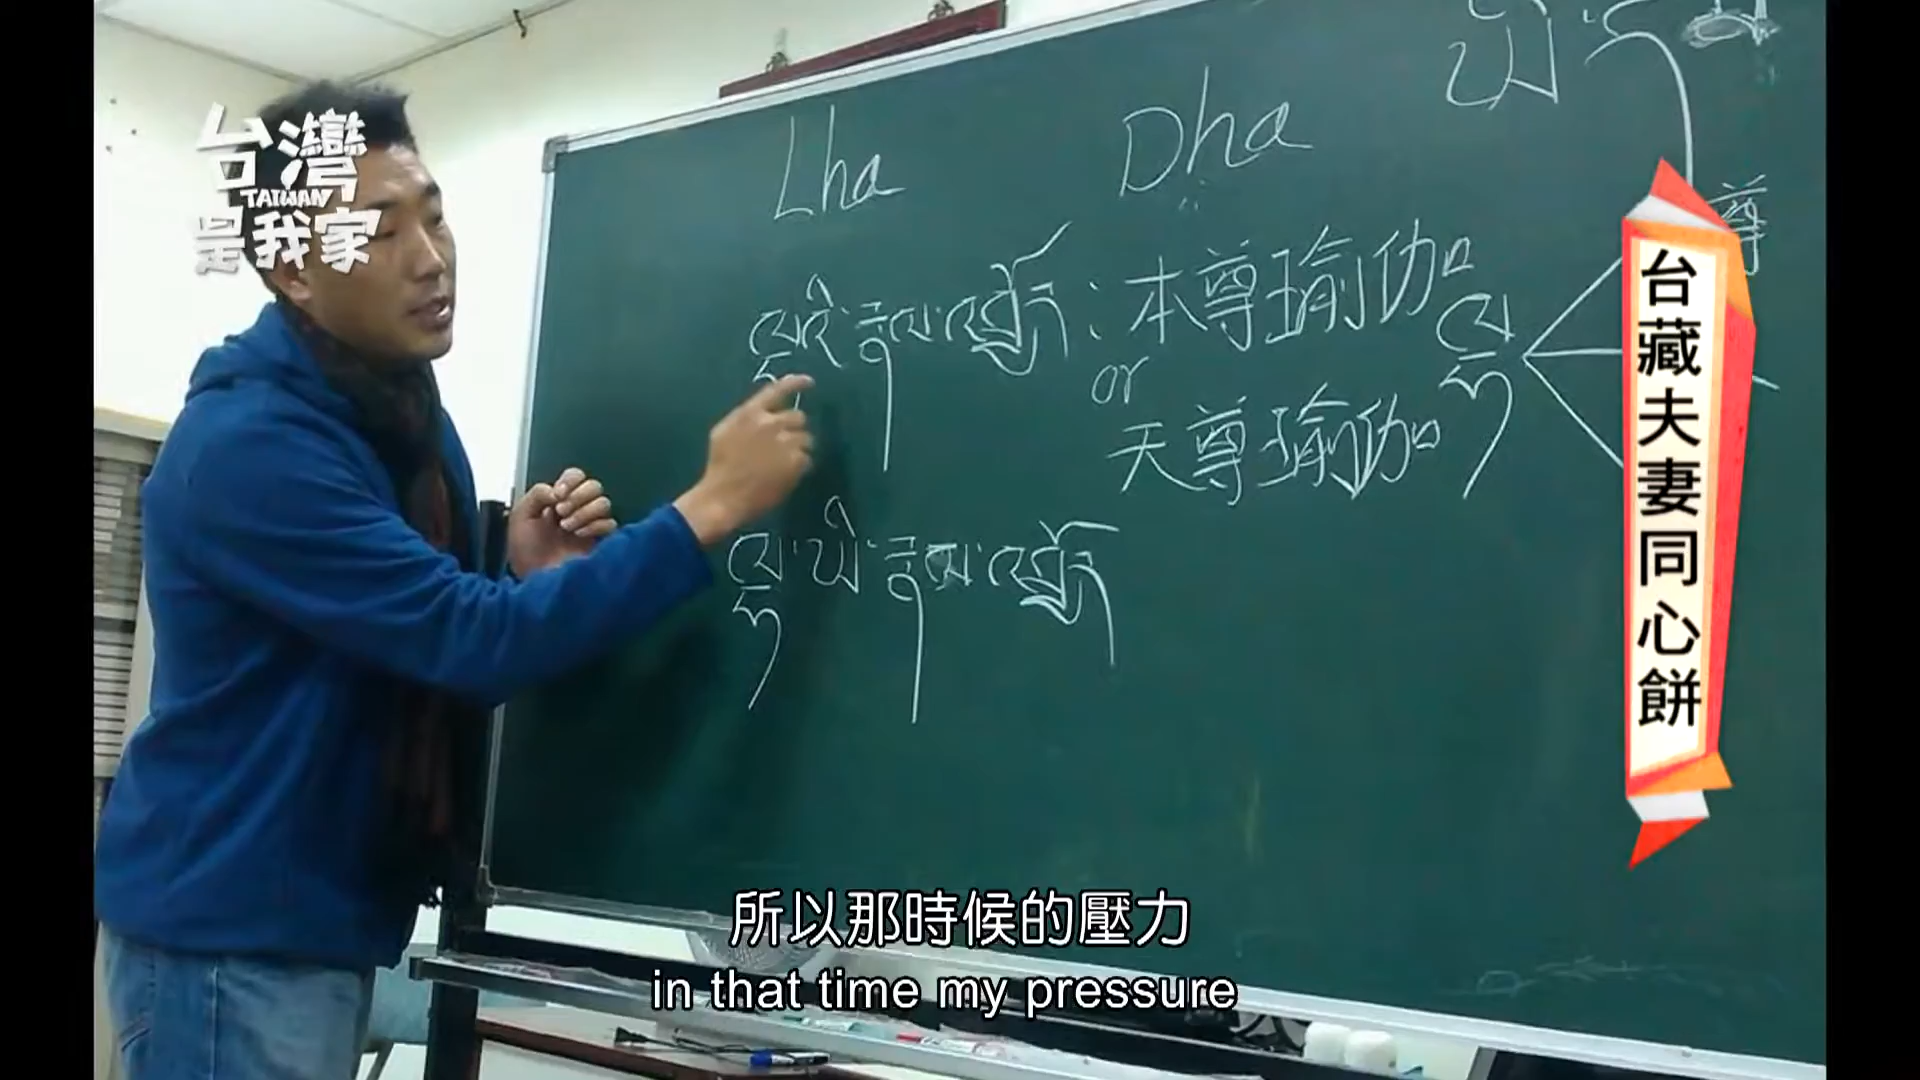 台灣
TAIWAN
是我家
Lha
Dha
ལྷའི་རྣལ་འབྱོར : 本尊瑜伽
or
天尊瑜伽
ལྷ
ལྷ་ཡི་རྣལ་འབྱོར
尊
台藏夫妻同心餅
所以那時候的壓力
in that time my pressure